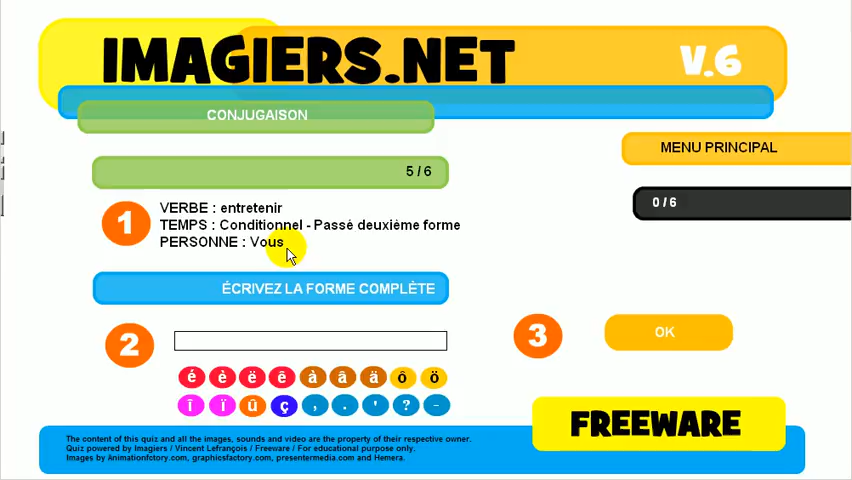 IMAGIERS.NET
V.6
CONJUGAISON
MENU PRINCIPAL
5 / 6
0 / 6
1
VERBE : entretenir
TEMPS : Conditionnel - Passé deuxième forme
PERSONNE : Vous
ÉCRIVEZ LA FORME COMPLÈTE
2
3
OK
é è ë ê à â ä ô ö
î ï û ç , . ' ? -
FREEWARE
The content of this quiz and all the images, sounds and video are the property of their respective owner.
Quiz powered by Imagiers / Vincent Lefrançois / Freeware / For educational purpose only.
Images by Animationfctory.com, graphicsfactory.com, presentermedia.com and Hemera.